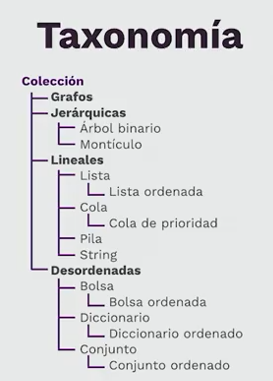 Taxonomía
Colección
Grafos
Jerárquicas
Árbol binario
Montículo
Lineales
Lista
Lista ordenada
Cola
Cola de prioridad
Pila
String
Desordenadas
Bolsa
Bolsa ordenada
Diccionario
Diccionario ordenado
Conjunto
Conjunto ordenado